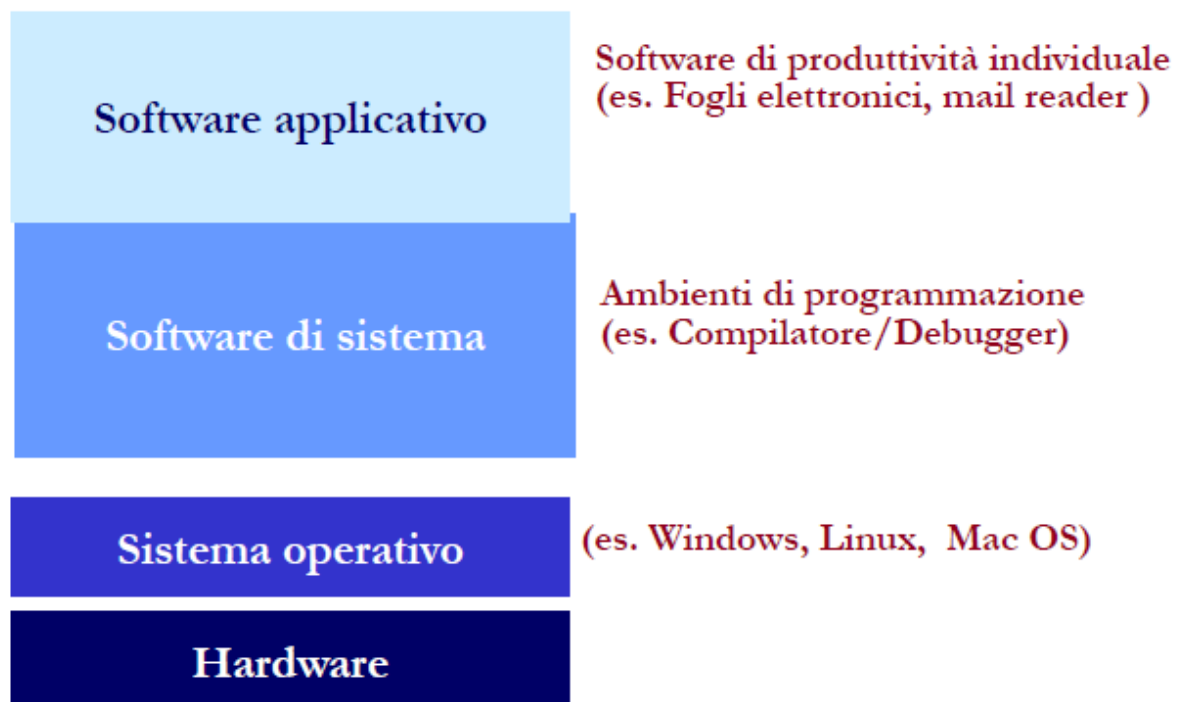 Software applicativo
Software di produttività individuale
(es. Fogli elettronici, mail reader )
Software di sistema
Ambienti di programmazione
(es. Compilatore/Debugger)
Sistema operativo
(es. Windows, Linux,  Mac OS)
Hardware